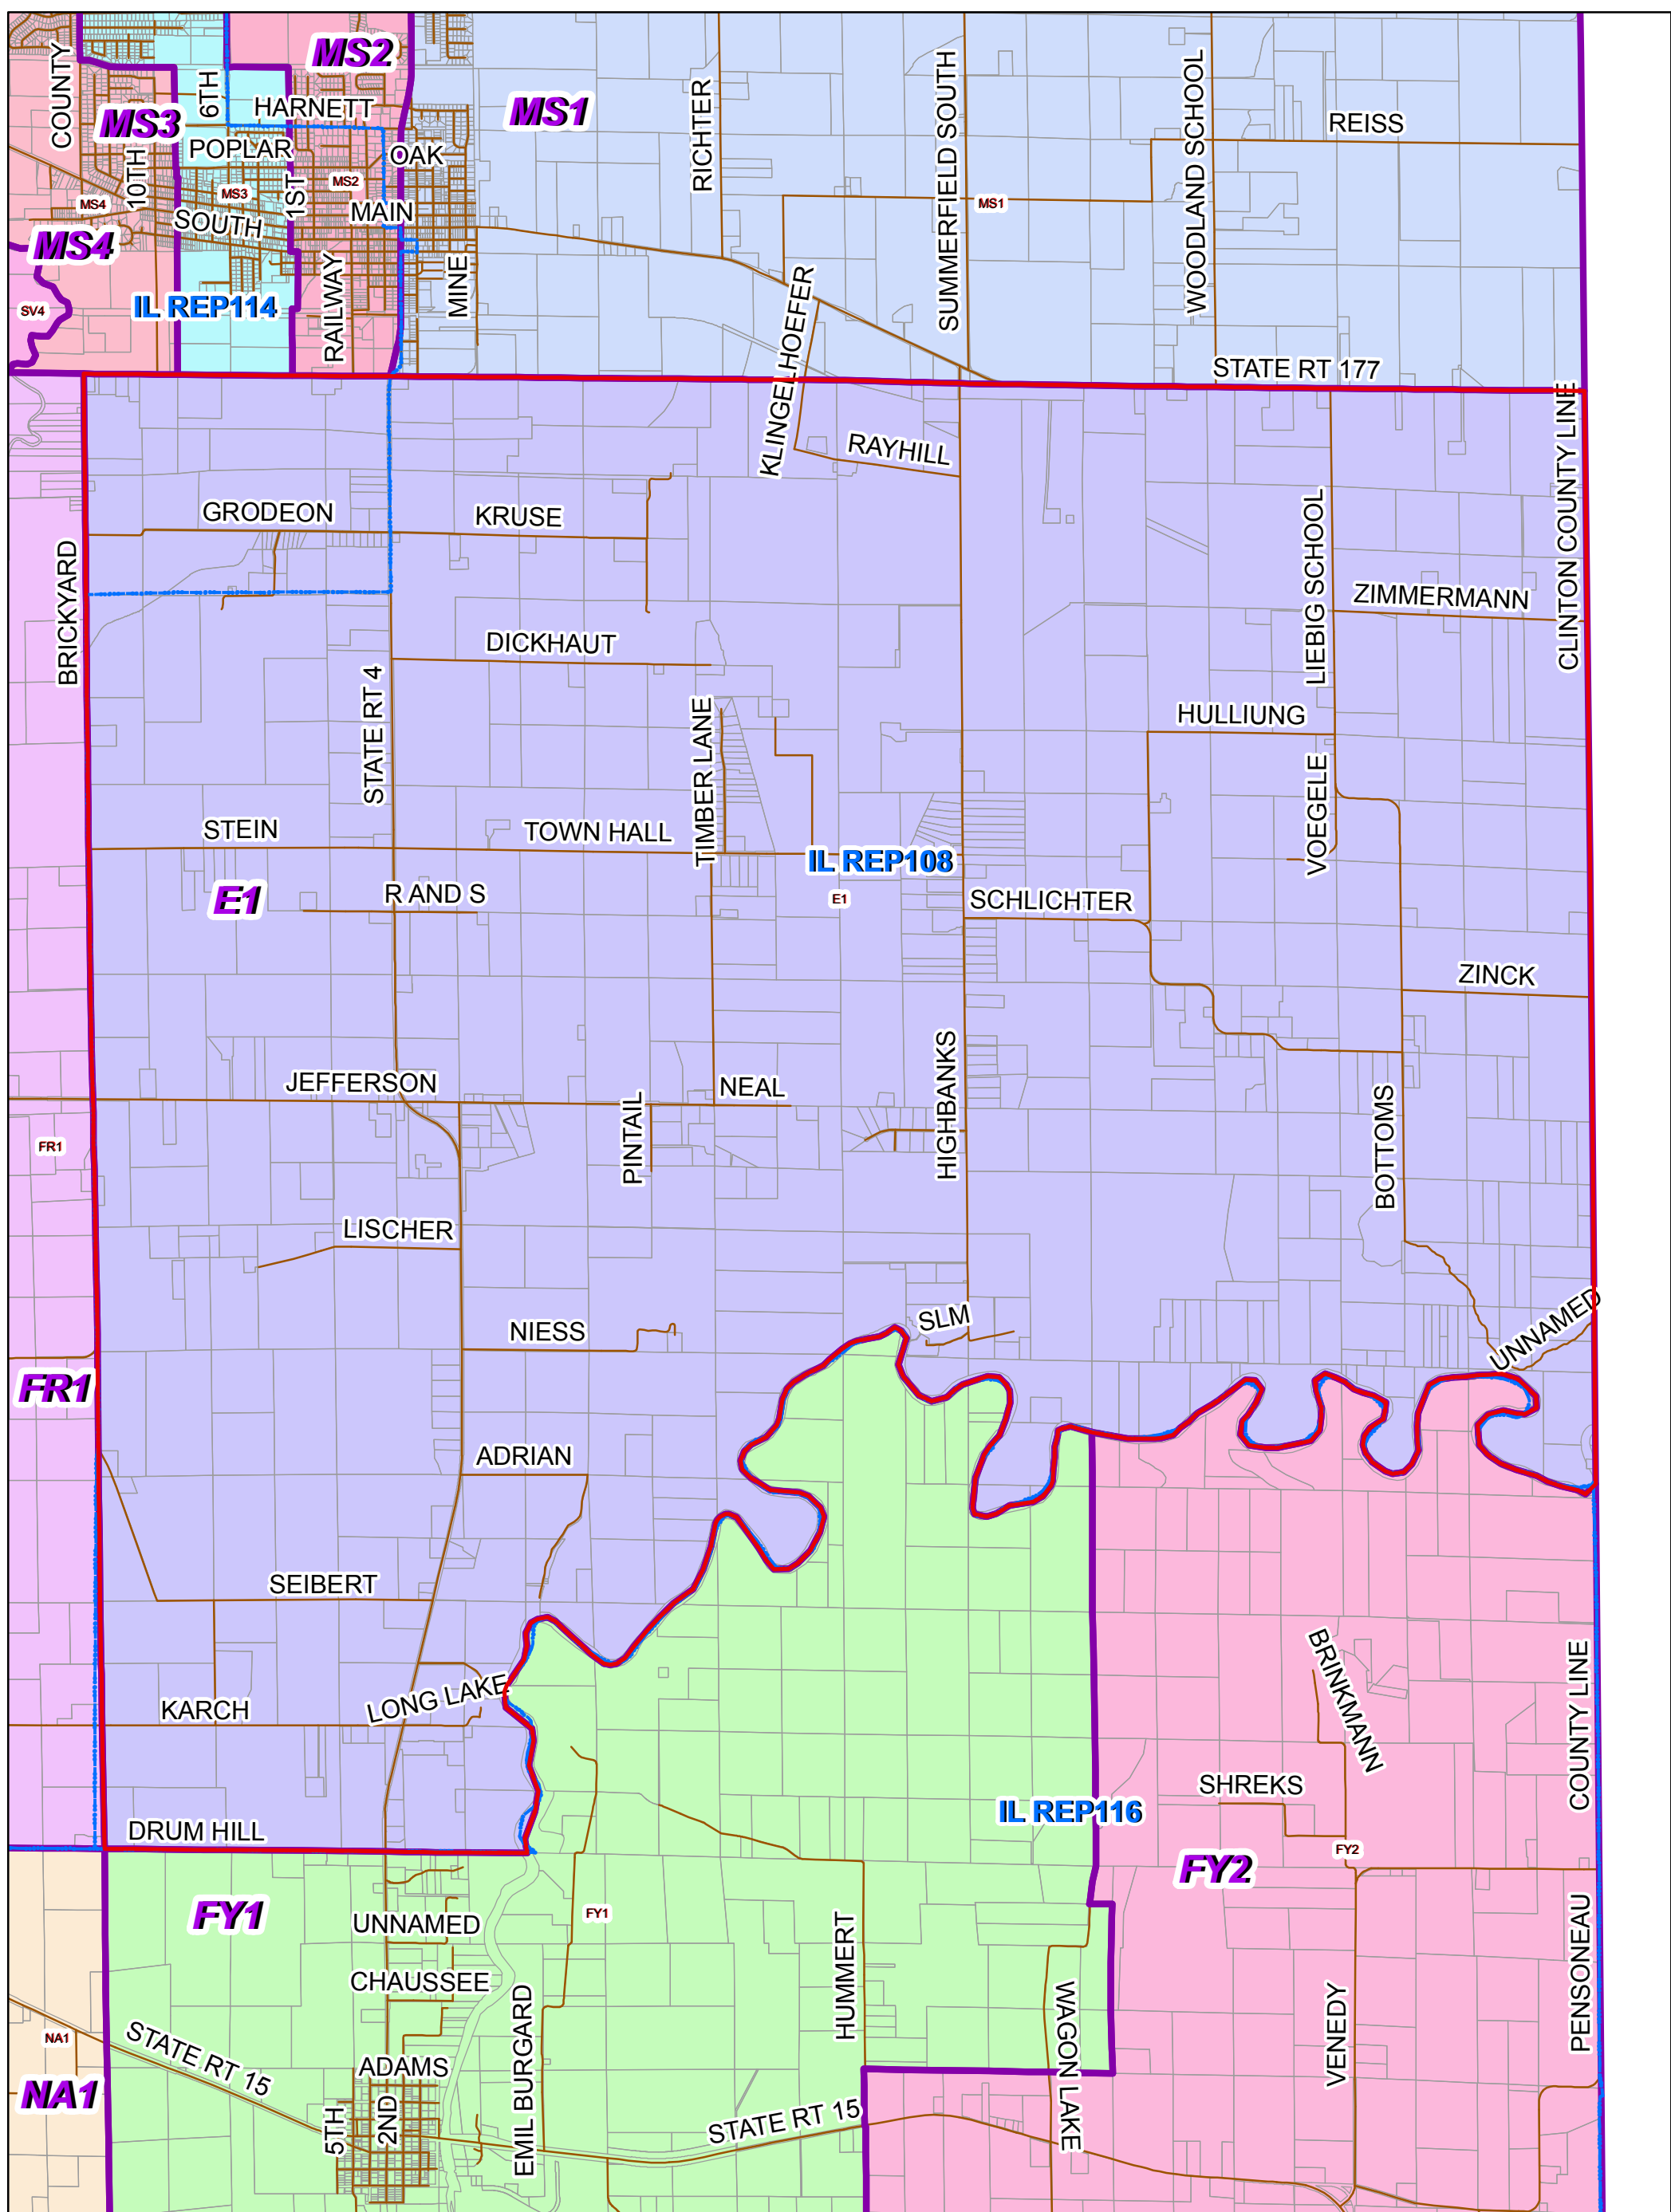 COUNTY
6TH
MS2
HARNETT
MS3
MS1
RICHTER
SUMMERFIELD SOUTH
WOODLAND SCHOOL
REISS
POPLAR
OAK
10TH
1ST
MS2
MS3
MS4
MS1
SOUTH
MAIN
MS4
RAILWAY
MINE
SV4
IL REP114
KLINGELHOEFER
STATE RT 177
CLINTON COUNTY LINE
RAYHILL
GRODEON
KRUSE
BRICKYARD
LIEBIG SCHOOL
ZIMMERMANN
DICKHAUT
STATE RT 4
TIMBER LANE
HULLIUNG
VOEGELE
STEIN
TOWN HALL
IL REP108
E1
R AND S
E1
SCHLICHTER
ZINCK
JEFFERSON
NEAL
PINTAIL
HIGHBANKS
BOTTOMS
FR1
LISCHER
SLM
NIESS
UNNAMED
FR1
ADRIAN
SEIBERT
BRINKMANN
COUNTY LINE
LONG LAKE
KARCH
SHREKS
IL REP116
DRUM HILL
FY2
FY2
FY1
FY1
UNNAMED
HUMMERT
PENSONEAU
CHAUSSEE
EMIL BURGARD
WAGON LAKE
VENEDY
NA1
STATE RT 15
ADAMS
NA1
5TH
2ND
STATE RT 15